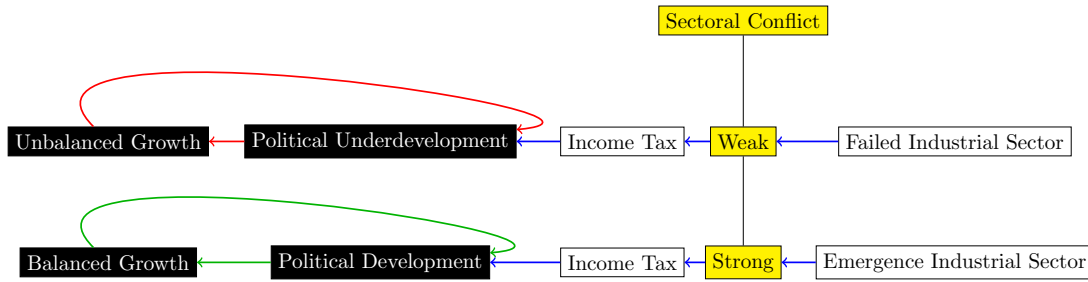 Sectoral Conflict
Unbalanced Growth
Political Underdevelopment
Income Tax
Weak
Failed Industrial Sector
Balanced Growth
Political Development
Income Tax
Strong
Emergence Industrial Sector